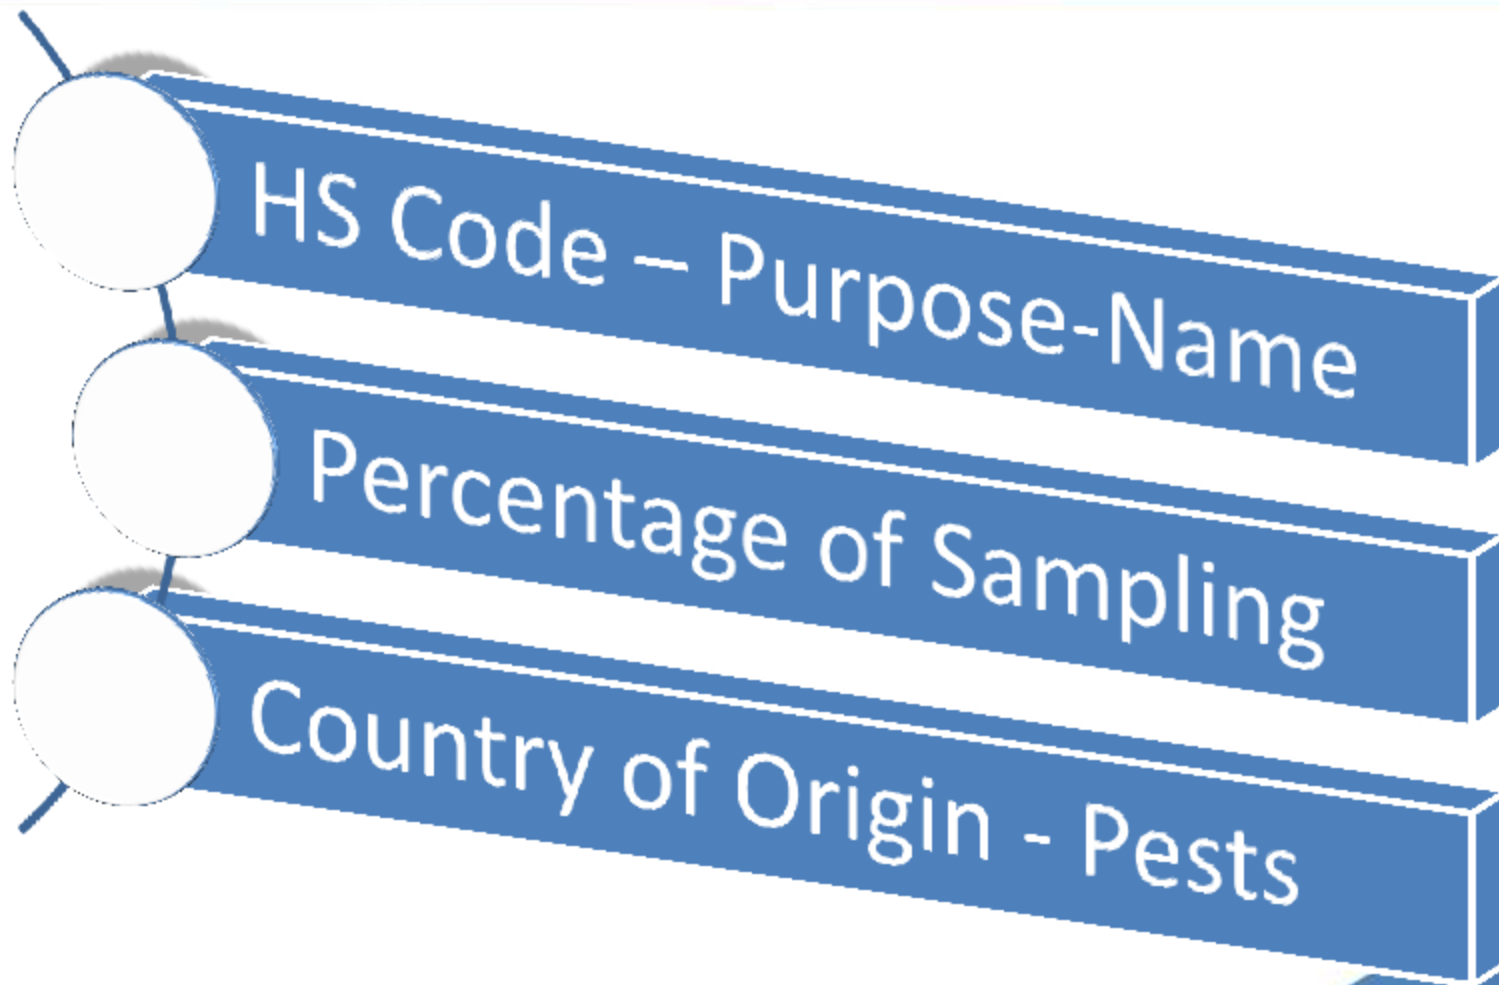 HS Code – Purpose-Name
Percentage of Sampling
Country of Origin - Pests